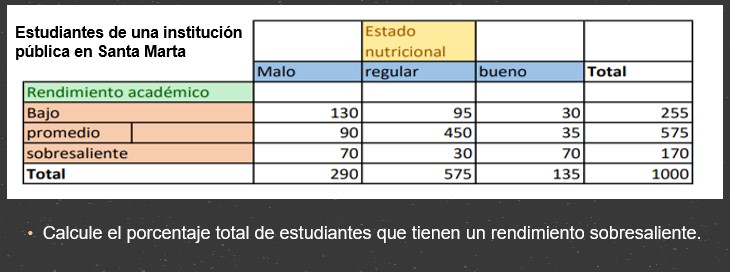 Estudiantes de una institución
pública en Santa Marta
Estado
nutricional
Malo regular bueno Total
Rendimiento académico
Bajo 130 95 30 255
promedio 90 450 35 575
sobresaliente 70 30 70 170
Total 290 575 135 1000
• Calcule el porcentaje total de estudiantes que tienen un rendimiento sobresaliente.